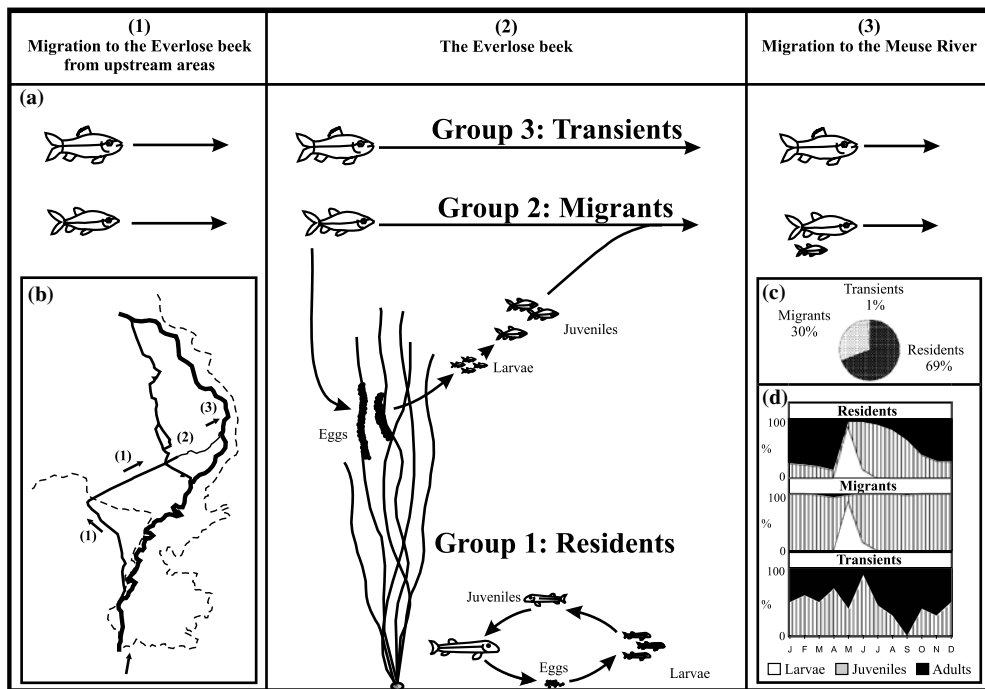 (1)
Migration to the Everlose beek
from upstream areas
(2)
The Everlose beek
(3)
Migration to the Meuse River
(a)
Group 3: Transients
Group 2: Migrants
Juveniles
Larvae
Eggs
Group 1: Residents
Juveniles
Eggs
Larvae
(b)
(3)
(2)
(1)
(1)
(c)
Transients
1%
Migrants
30%
Residents
69%
(d)
Residents
100
%
0
Migrants
100
%
0
Transients
100
%
0
J F M A M J J A S O N D
Larvae Juveniles Adults